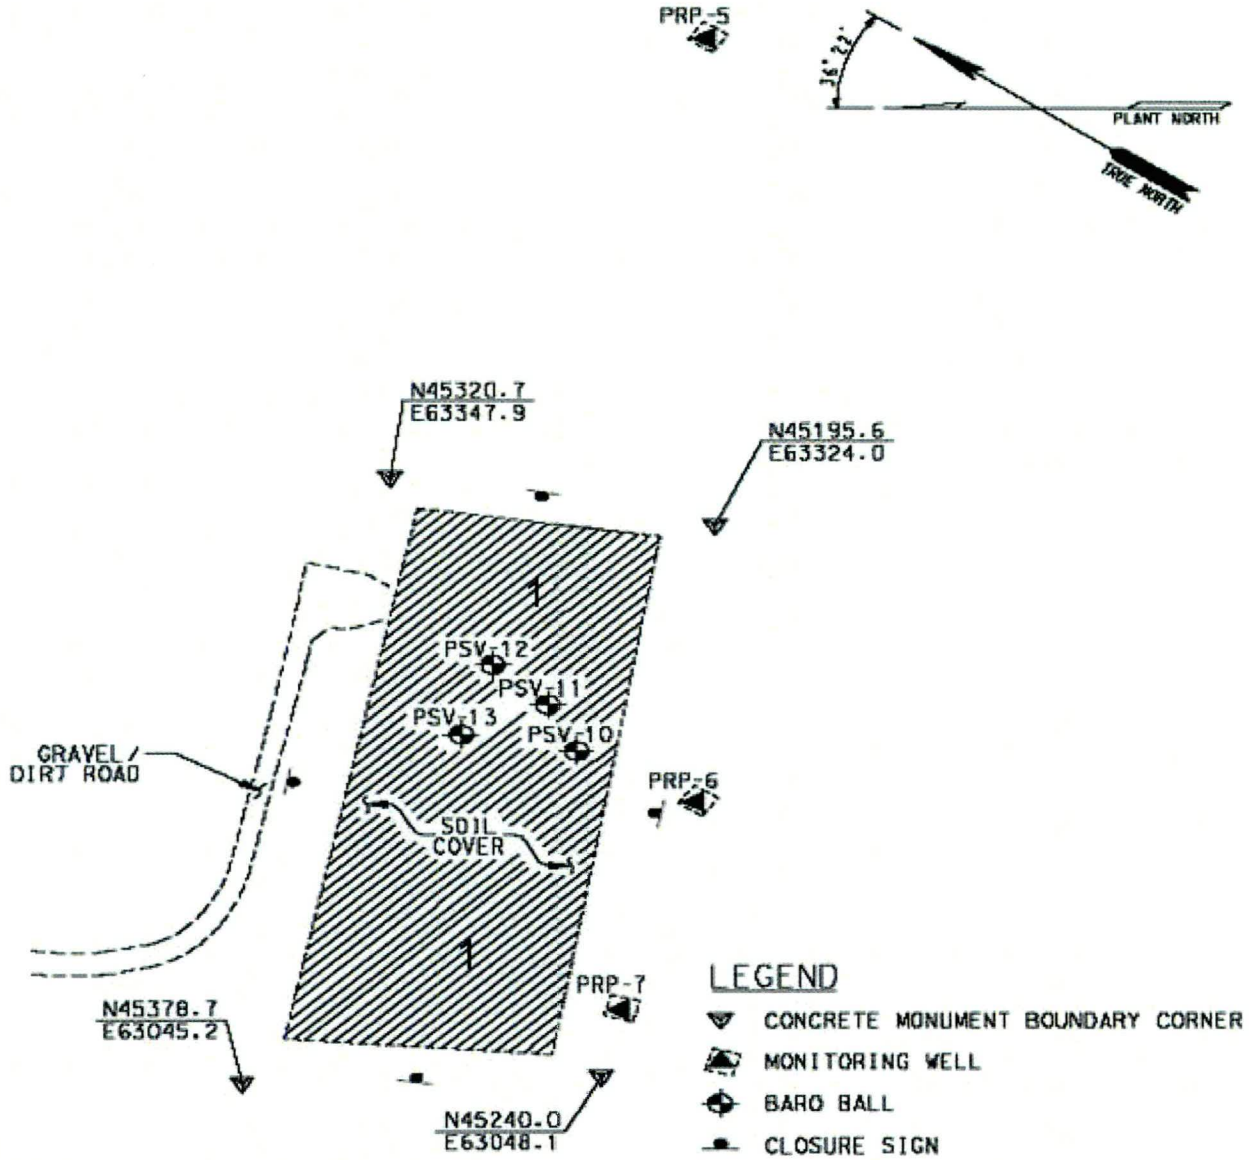 PRP-5
36° 22'
PLANT NORTH
TRUE NORTH
N45320.7
E63347.9
N45195.6
E63324.0
1
PSV-12
PSV-11
PSV-13
PSV-10
GRAVEL/
DIRT ROAD
PRP-6
SOIL
COVER
1
PRP-7
N45378.7
E63045.2
N45240.0
E63048.1
LEGEND
CONCRETE MONUMENT BOUNDARY CORNER
MONITORING WELL
BARO BALL
CLOSURE SIGN